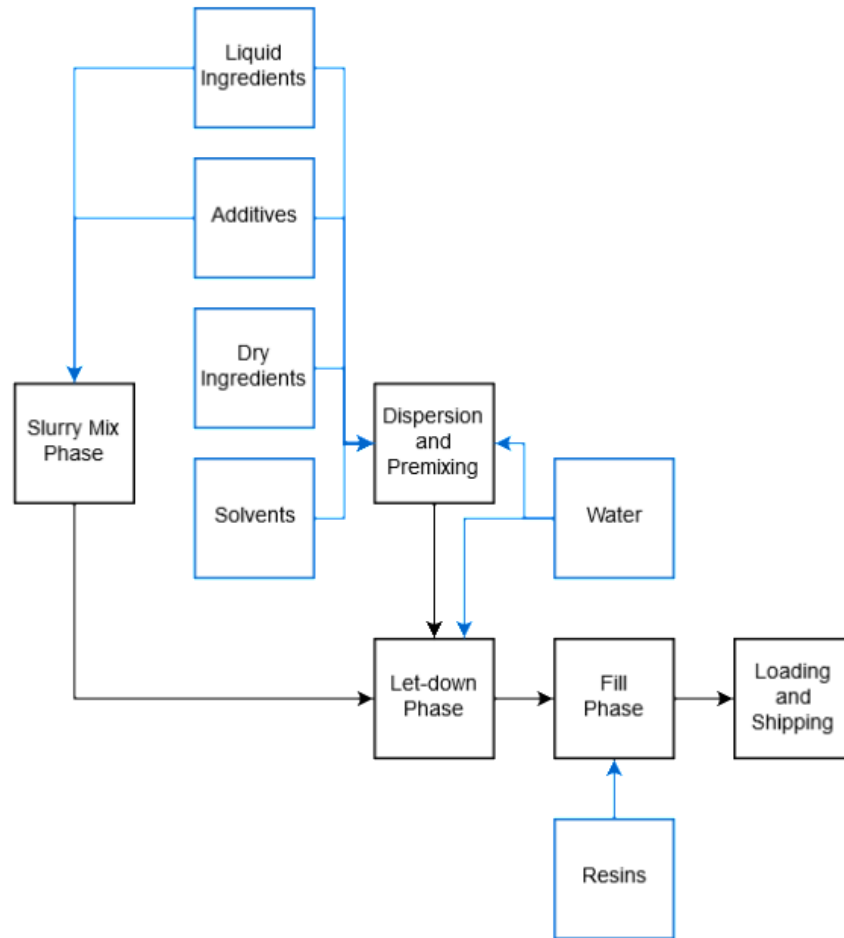 Liquid
Ingredients
Additives
Dry
Ingredients
Slurry Mix
Phase
Dispersion
and
Premixing
Solvents
Water
Let-down
Phase
Fill
Phase
Loading
and
Shipping
Resins